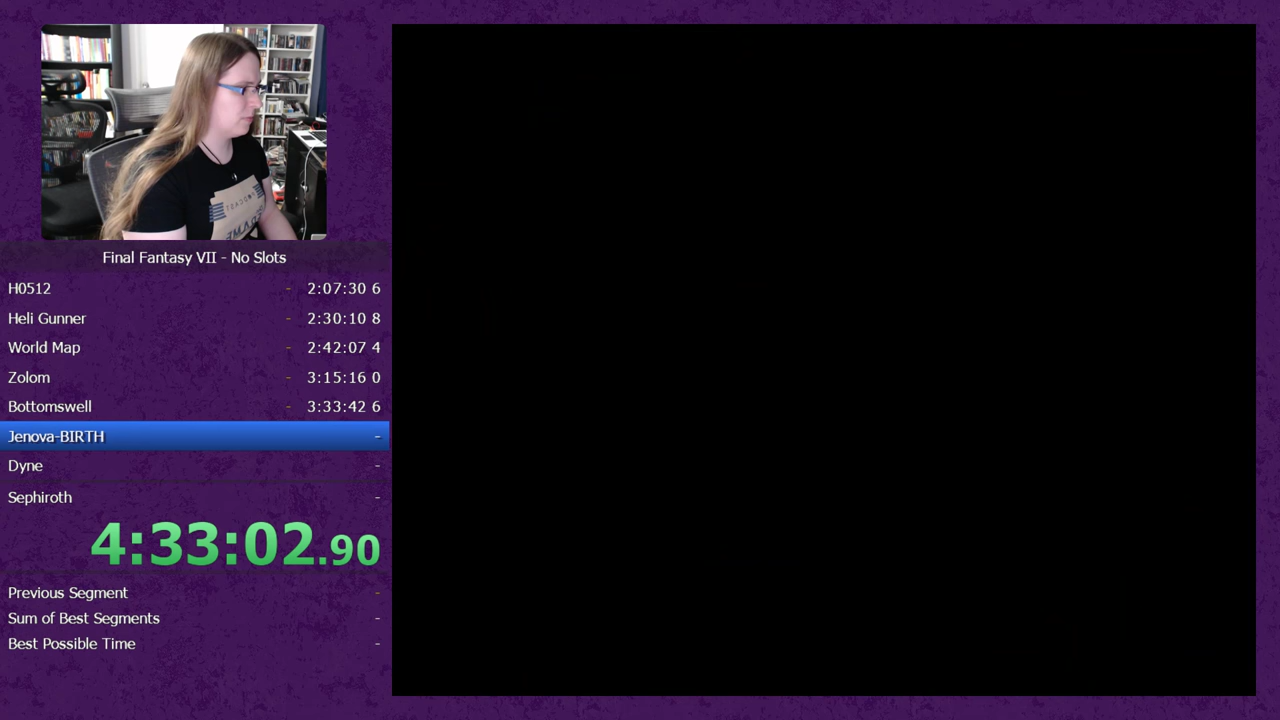 Final Fantasy VII - No Slots
H0512 - 2:07:30 6
Heli Gunner - 2:30:10 8
World Map - 2:42:07 4
Zolom - 3:15:16 0
Bottomswell - 3:33:42 6
Jenova-BIRTH -
Dyne -
Sephiroth -
4:33:02.90
Previous Segment -
Sum of Best Segments -
Best Possible Time -